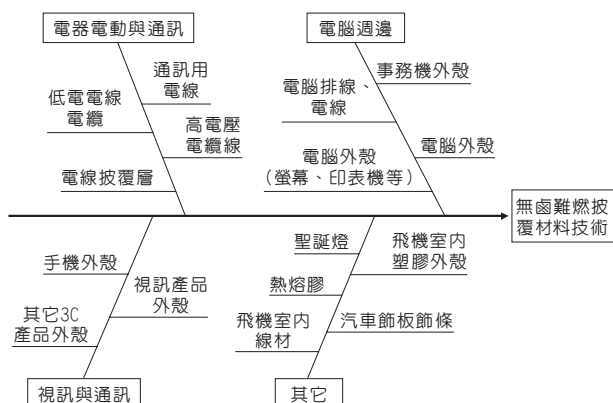 電器電動與通訊
電腦週邊
通訊用
電線
低電電線
電纜
高電壓
電纜線
電線披覆層
事務機外殼
電腦排線、
電線
電腦外殼
電腦外殼
（螢幕、印表機等）
無鹵難燃披
覆材料技術
手機外殼
視訊產品
外殼
其它3C
產品外殼
視訊與通訊
聖誕燈
飛機室內
塑膠外殼
熱熔膠
飛機室內
線材
汽車飾板飾條
其它